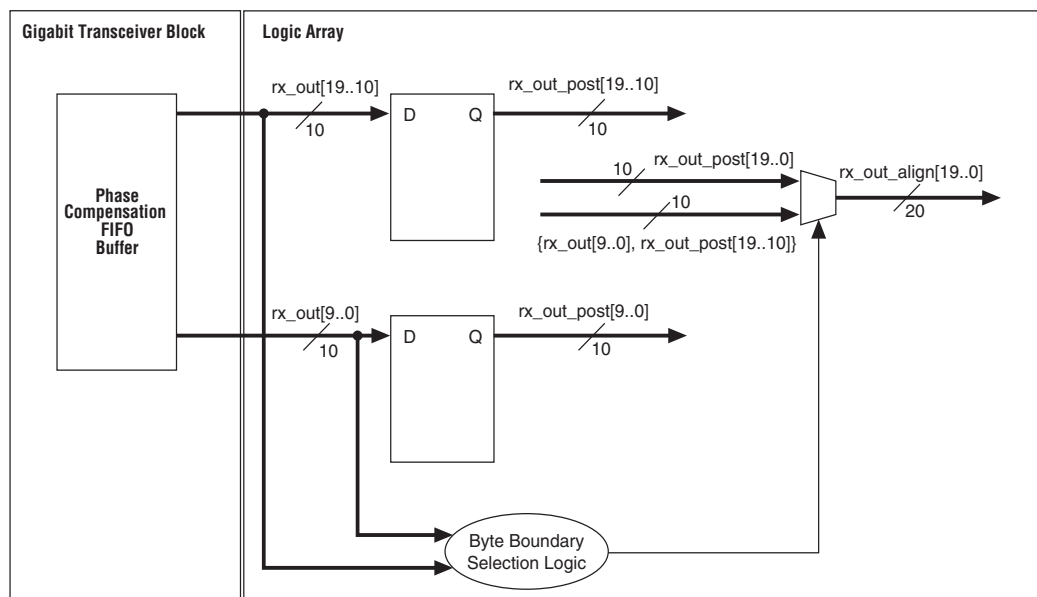 Gigabit Transceiver Block
Logic Array
rx_out[19..10]
10
D
Q
rx_out_post[19..10]
10
Phase
Compensation
FIFO
Buffer
10
rx_out_post[19..0]
10
{rx_out[9..0], rx_out_post[19..10]}
rx_out_align[19..0]
20
rx_out[9..0]
10
D
Q
rx_out_post[9..0]
10
Byte Boundary
Selection Logic